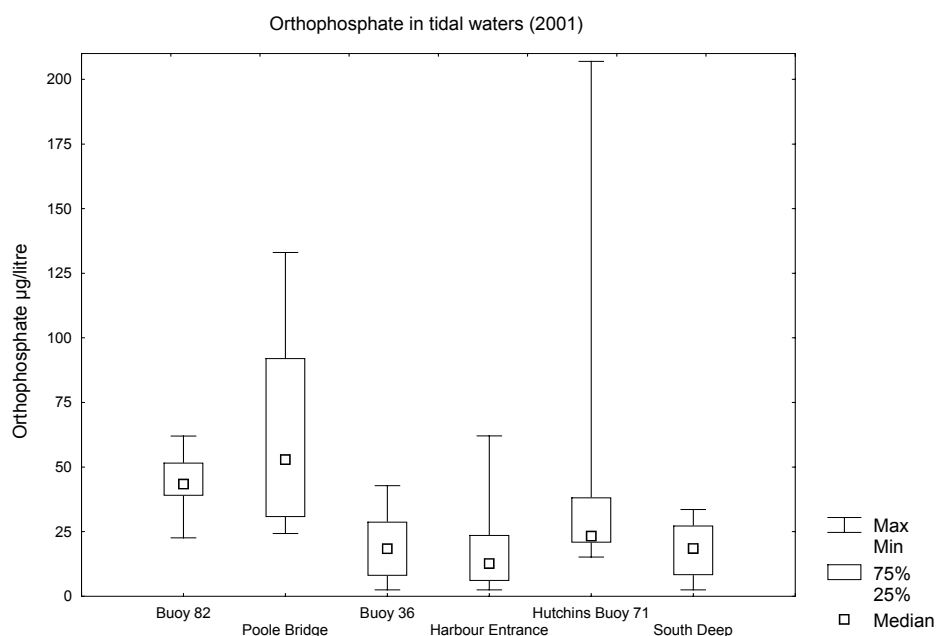 Orthophosphate in tidal waters (2001)
Orthophosphate µg/litre
200
175
150
125
100
75
50
25
0
Buoy 82
Poole Bridge
Buoy 36
Harbour Entrance
Hutchins Buoy 71
South Deep
Max
Min
75%
25%
Median